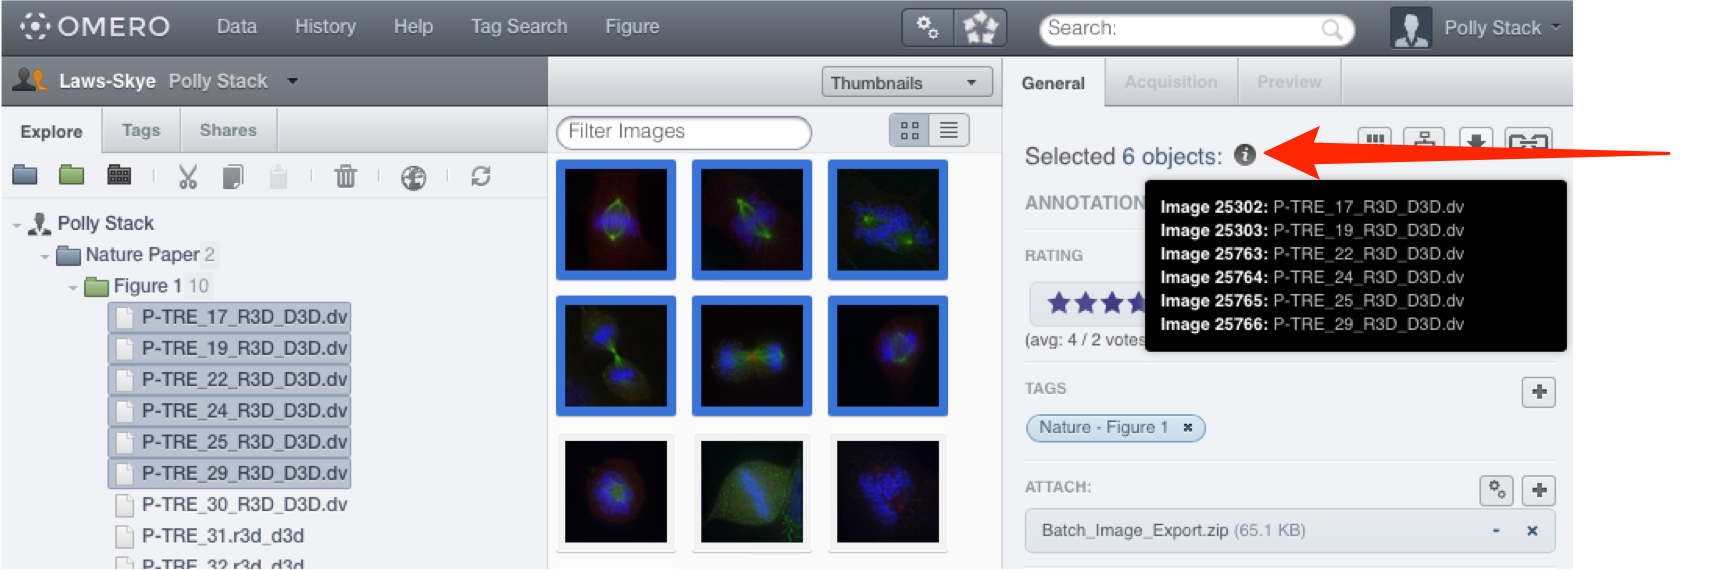 OMERO Data History Help Tag Search Figure Search: Polly Stack
Laws-Skye Polly Stack
Thumbnails
General Acquisition Preview
Explore Tags Shares
Filter Images
Selected 6 objects:
ANNOTATION
Image 25302: P-TRE_17_R3D_D3D.dv
Image 25303: P-TRE_19_R3D_D3D.dv
Image 25763: P-TRE_22_R3D_D3D.dv
Image 25764: P-TRE_24_R3D_D3D.dv
Image 25765: P-TRE_25_R3D_D3D.dv
Image 25766: P-TRE_29_R3D_D3D.dv
Polly Stack
Nature Paper 2
Figure 1 10
P-TRE_17_R3D_D3D.dv
P-TRE_19_R3D_D3D.dv
P-TRE_22_R3D_D3D.dv
P-TRE_24_R3D_D3D.dv
P-TRE_25_R3D_D3D.dv
P-TRE_29_R3D_D3D.dv
P-TRE_30_R3D_D3D.dv
P-TRE_31.r3d_d3d
P-TRE_32.r3d_d3d
RATING
(avg: 4 / 2 votes
TAGS
Nature - Figure 1
ATTACH:
Batch_Image_Export.zip (65.1 KB)